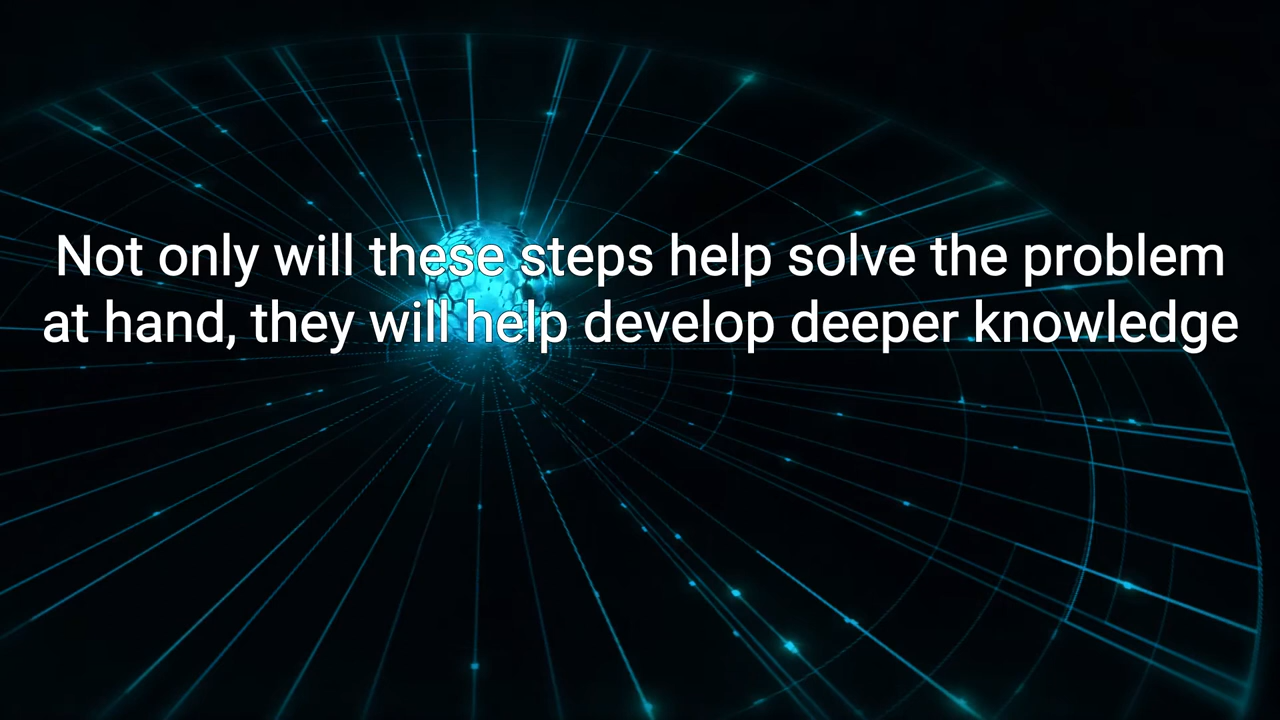 Not only will these steps help solve the problem
at hand, they will help develop deeper knowledge